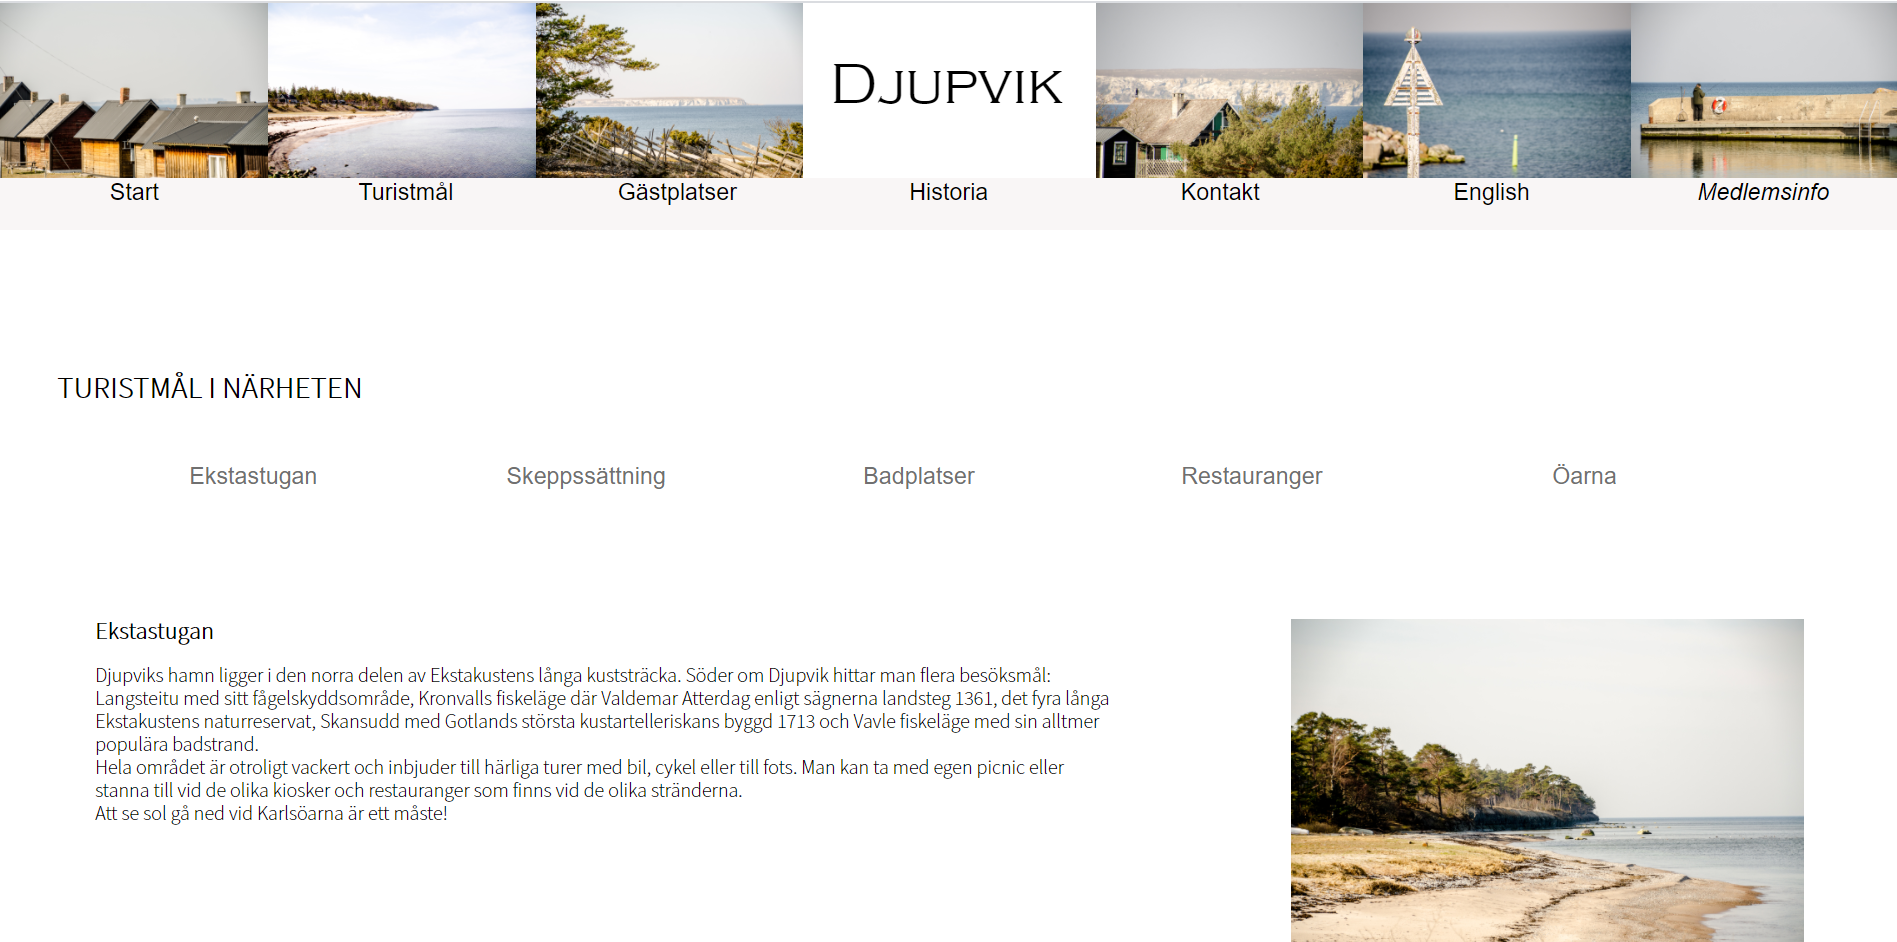 DJUPVIK
Start
Turistmål
Gästplatser
Historia
Kontakt
English
Medlemsinfo
TURISTMÅL I NÄRHETEN
Ekstastugan
Skeppssättning
Badplatser
Restauranger
Öarna
Ekstastugan
Djupviks hamn ligger i den norra delen av Ekstakustens långa kuststräcka. Söder om Djupvik hittar man flera besöksmål:
Langsteitu med sitt fågelskyddsområde, Kronvalls fiskeläge där Valdemar Atterdag enligt sägnerna landsteg 1361, det fyra långa
Ekstakustens naturreservat, Skansudd med Gotlands största kustartelleriskans byggd 1713 och Vavle fiskeläge med sin alltmer
populära badstrand.
Hela området är otroligt vackert och inbjuder till härliga turer med bil, cykel eller till fots. Man kan ta med egen picnic eller
stanna till vid de olika kiosker och restauranger som finns vid de olika stränderna.
Att se sol gå ned vid Karlsöarna är ett måste!